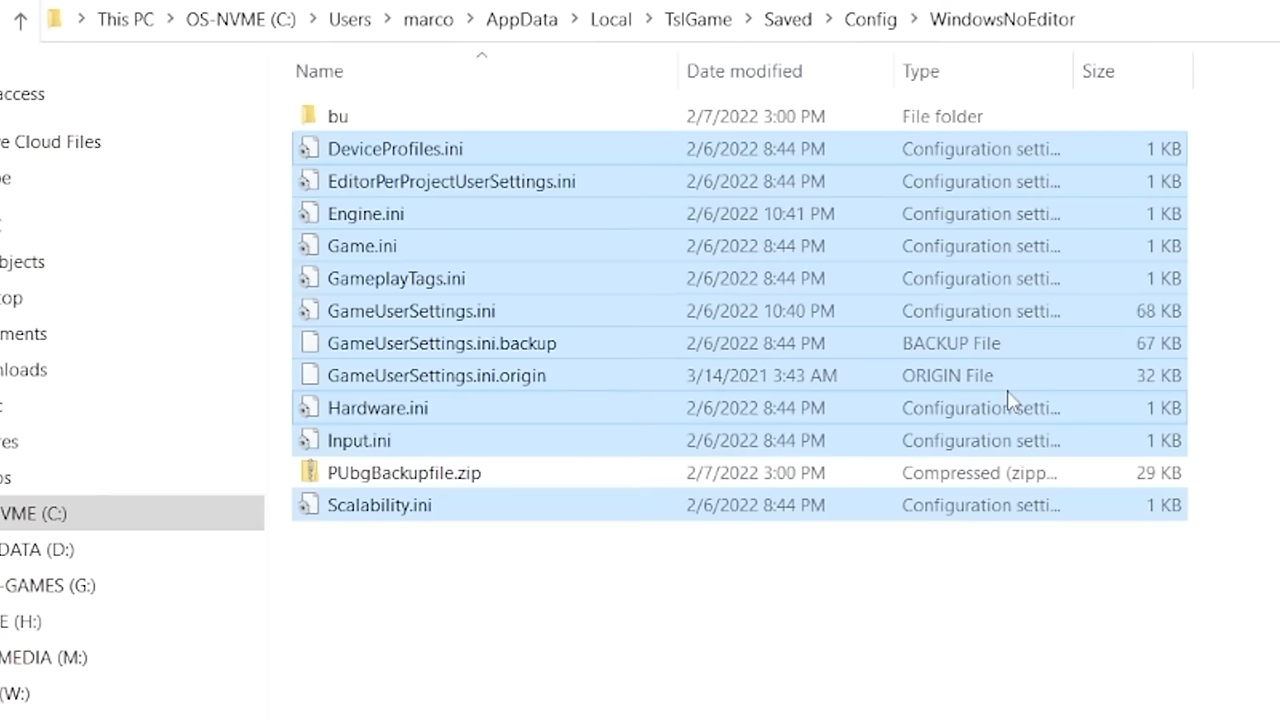 This PC > OS-NVME (C:) > Users > marco > AppData > Local > TslGame > Saved > Config > WindowsNoEditor
Name Date modified Type Size
access
e Cloud Files
e
bjects
op
ments
nloads
res
os
VME (C:)
DATA (D:)
-GAMES (G:)
E (H:)
MEDIA (M:)
(W:)
bu 2/7/2022 3:00 PM File folder
DeviceProfiles.ini 2/6/2022 8:44 PM Configuration setti... 1 KB
EditorPerProjectUserSettings.ini 2/6/2022 8:44 PM Configuration setti... 1 KB
Engine.ini 2/6/2022 10:41 PM Configuration setti... 1 KB
Game.ini 2/6/2022 8:44 PM Configuration setti... 1 KB
GameplayTags.ini 2/6/2022 8:44 PM Configuration setti... 1 KB
GameUserSettings.ini 2/6/2022 10:40 PM Configuration setti... 68 KB
GameUserSettings.ini.backup 2/6/2022 8:44 PM BACKUP File 67 KB
GameUserSettings.ini.origin 3/14/2021 3:43 AM ORIGIN File 32 KB
Hardware.ini 2/6/2022 8:44 PM Configuration setti... 1 KB
Input.ini 2/6/2022 8:44 PM Configuration setti... 1 KB
PUbgBackupfile.zip 2/7/2022 3:00 PM Compressed (zipp... 29 KB
Scalability.ini 2/6/2022 8:44 PM Configuration setti... 1 KB